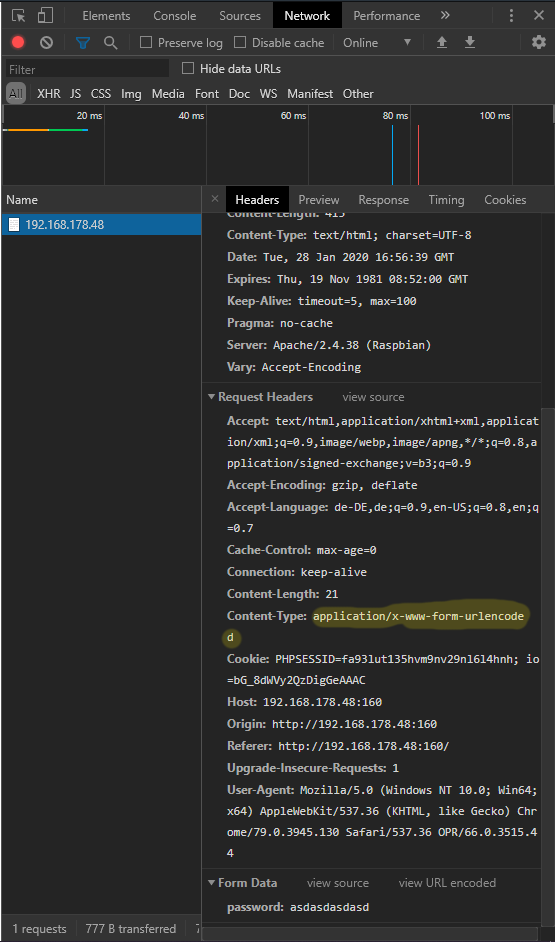 Elements Console Sources Network Performance
Preserve log Disable cache Online
Filter Hide data URLs
All XHR JS CSS Img Media Font Doc WS Manifest Other
20 ms 40 ms 60 ms 80 ms 100 ms
Name
192.168.178.48
× Headers Preview Response Timing Cookies
Content-Length: 415
Content-Type: text/html; charset=UTF-8
Date: Tue, 28 Jan 2020 16:56:39 GMT
Expires: Thu, 19 Nov 1981 08:52:00 GMT
Keep-Alive: timeout=5, max=100
Pragma: no-cache
Server: Apache/2.4.38 (Raspbian)
Vary: Accept-Encoding
Request Headers view source
Accept: text/html,application/xhtml+xml,applicat
ion/xml;q=0.9,image/webp,image/apng,*/*;q=0.8,a
pplication/signed-exchange;v=b3;q=0.9
Accept-Encoding: gzip, deflate
Accept-Language: de-DE,de;q=0.9,en-US;q=0.8,en;q
=0.7
Cache-Control: max-age=0
Connection: keep-alive
Content-Length: 21
Content-Type: application/x-www-form-urlencode
d
Cookie: PHPSESSID=fa93lut135hvm9nv29nl6l4hnh; io
=bG_8dWVy2QzDigGeAAAC
Host: 192.168.178.48:160
Origin: http://192.168.178.48:160
Referer: http://192.168.178.48:160/
Upgrade-Insecure-Requests: 1
User-Agent: Mozilla/5.0 (Windows NT 10.0; Win64;
x64) AppleWebKit/537.36 (KHTML, like Gecko) Chr
ome/79.0.3945.130 Safari/537.36 OPR/66.0.3515.4
4
Form Data view source view URL encoded
password: asdasdasdasd
1 requests 777 B transferred